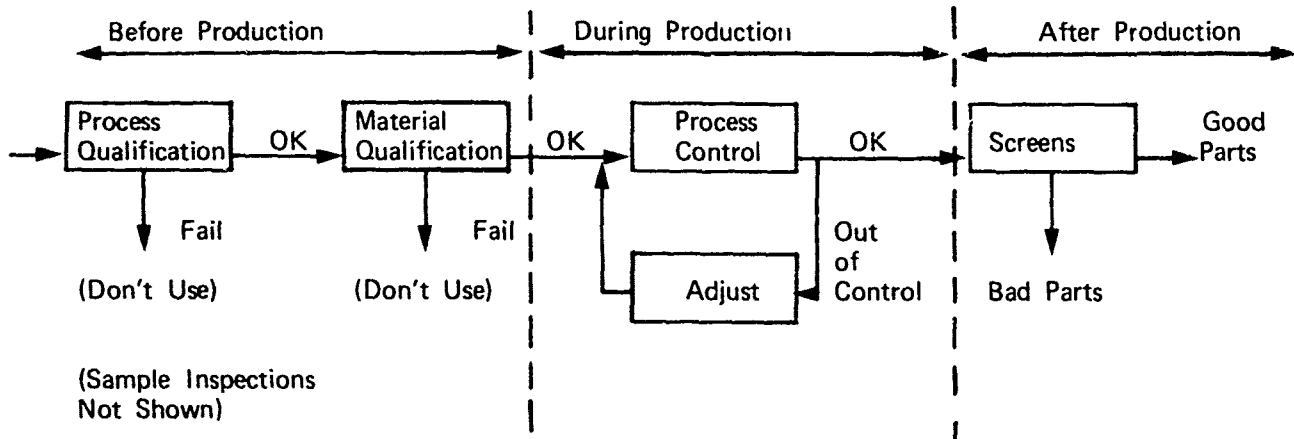 Before Production
During Production
After Production
Process
Qualification
OK
Material
Qualification
OK
Process
Control
OK
Screens
Good
Parts
Fail
(Don't Use)
Fail
(Don't Use)
Adjust
Out
of
Control
Bad Parts
(Sample Inspections
Not Shown)